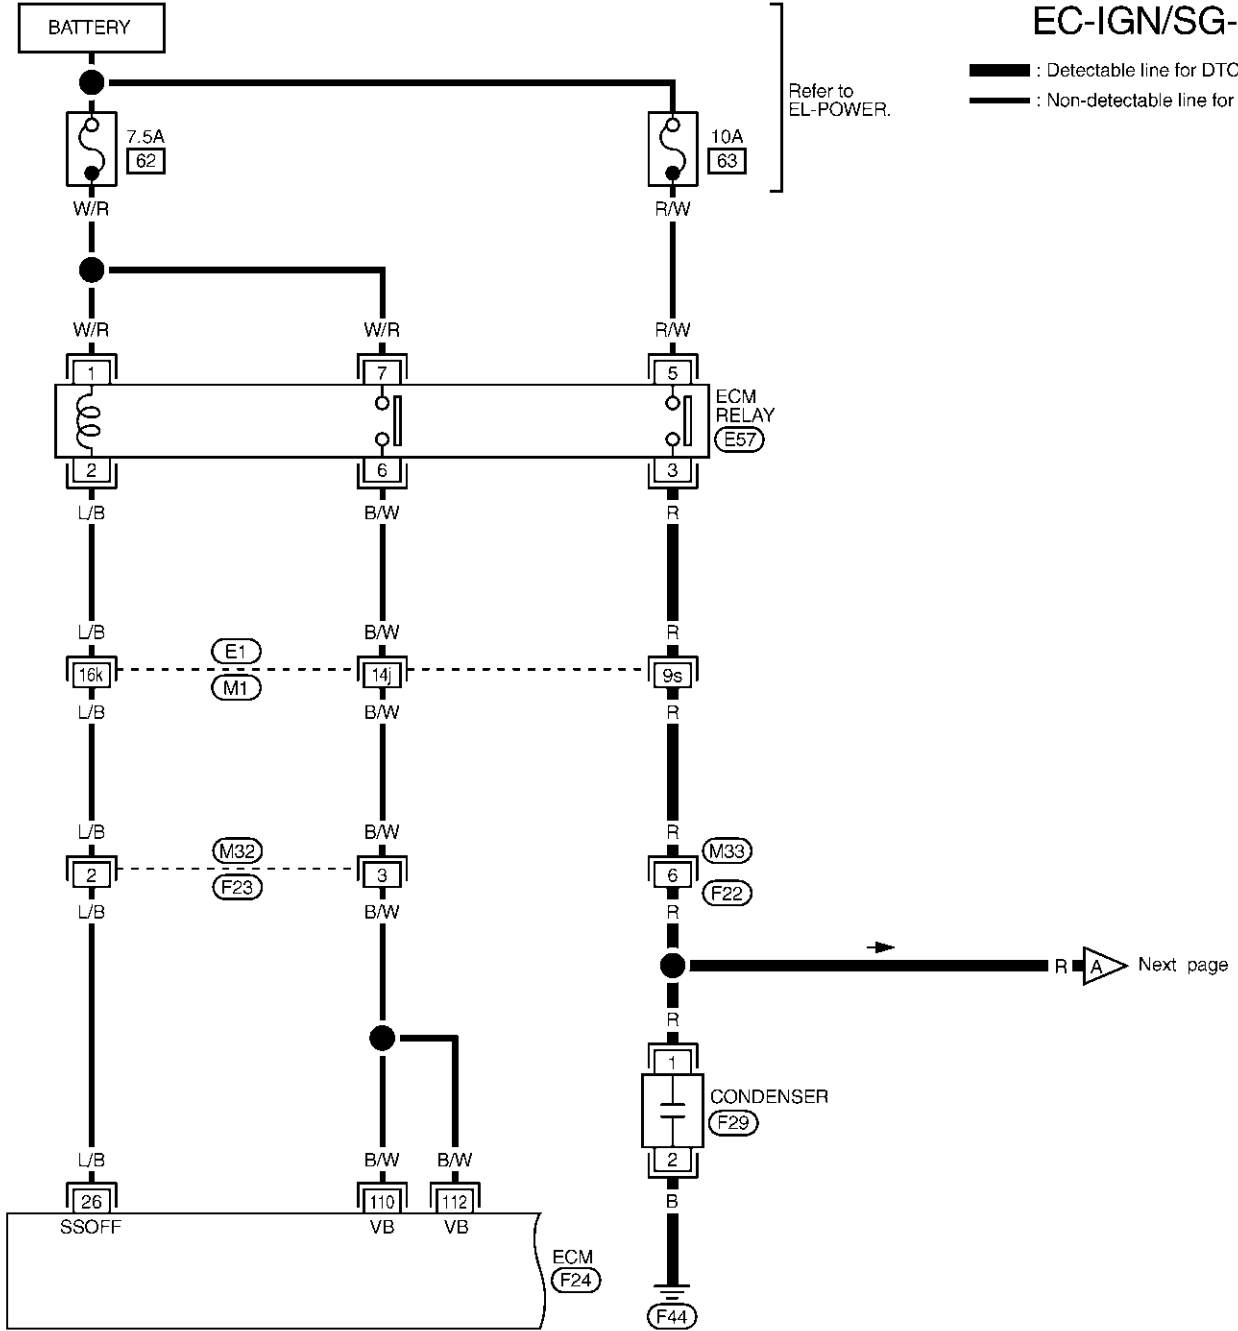 BATTERY
EC-IGN/SG-
: Detectable line for DTC
: Non-detectable line for
Refer to
EL-POWER.
7.5A
62
10A
63
W/R
R/W
W/R
W/R
R/W
1
7
5
ECM
RELAY
E57
2
6
3
L/B
B/W
R
L/B
B/W
R
E1
16k
14j
9s
M1
L/B
B/W
R
L/B
B/W
R
M32
M33
2
3
6
F23
F22
L/B
B/W
R
R
A
Next page
R
1
CONDENSER
F29
L/B
B/W
B/W
2
26
110
112
B
SSOFF
VB
VB
ECM
F24
F44